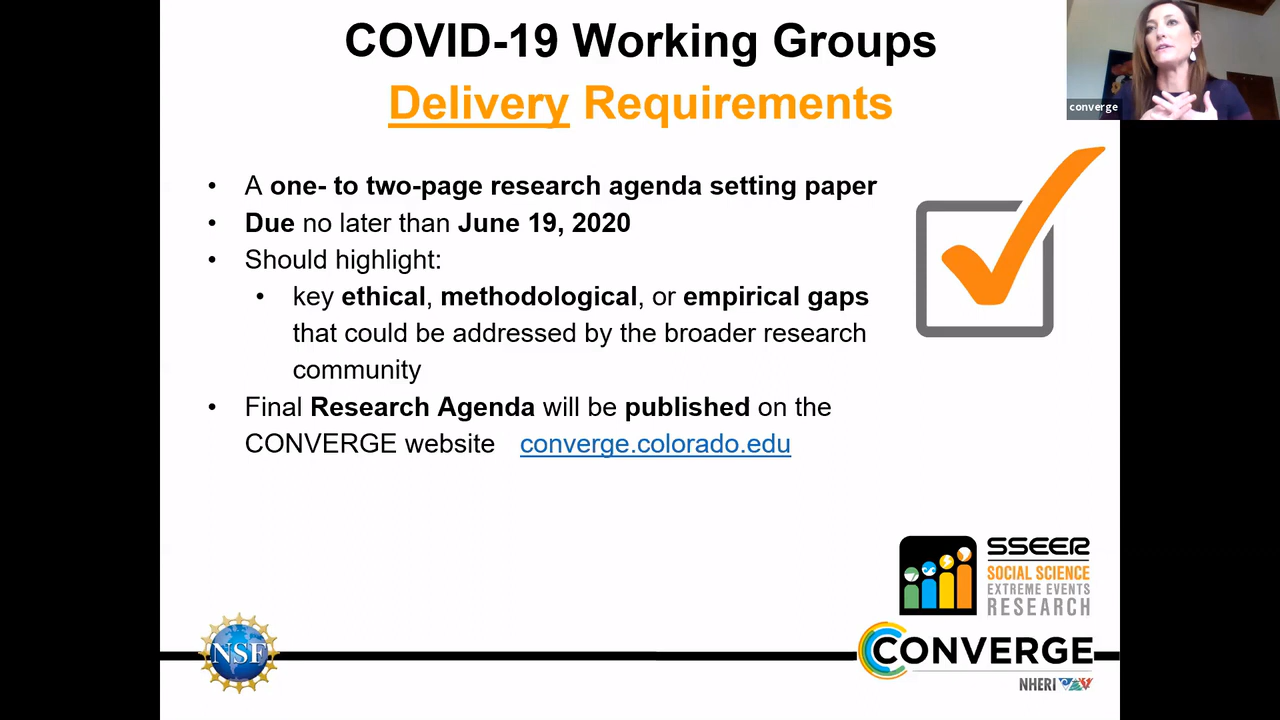 COVID-19 Working Groups
Delivery Requirements
converge
• A one- to two-page research agenda setting paper
• Due no later than June 19, 2020
• Should highlight:
• key ethical, methodological, or empirical gaps
that could be addressed by the broader research
community
• Final Research Agenda will be published on the
CONVERGE website converge.colorado.edu
SSEER
SOCIAL SCIENCE
EXTREME EVENTS
RESEARCH
NSF
CONVERGE
NHERI